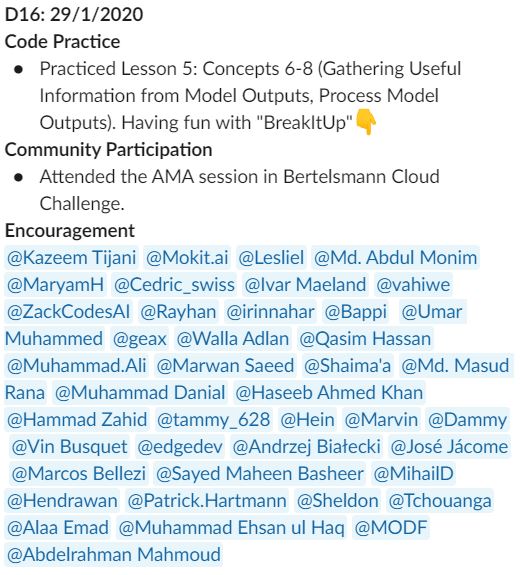 D16: 29/1/2020
Code Practice
● Practiced Lesson 5: Concepts 6-8 (Gathering Useful
Information from Model Outputs, Process Model
Outputs). Having fun with "BreakItUp"👇
Community Participation
● Attended the AMA session in Bertelsmann Cloud
Challenge.
Encouragement
@Kazeem Tijani @Mokit.ai @Lesliel @Md. Abdul Monim
@MaryamH @Cedric_swiss @Ivar Maeland @vahiwe
@ZackCodesAI @Rayhan @irinnahar @Bappi @Umar
Muhammed @geax @Walla Adlan @Qasim Hassan
@Muhammad.Ali @Marwan Saeed @Shaima'a @Md. Masud
Rana @Muhammad Danial @Haseeb Ahmed Khan
@Hammad Zahid @tammy_628 @Hein @Marvin @Dammy
@Vin Busquet @edgedev @Andrzej Białecki @José Jácome
@Marcos Bellezi @Sayed Maheen Basheer @MihailD
@Hendrawan @Patrick.Hartmann @Sheldon @Tchouanga
@Alaa Emad @Muhammad Ehsan ul Haq @MODF
@Abdelrahman Mahmoud